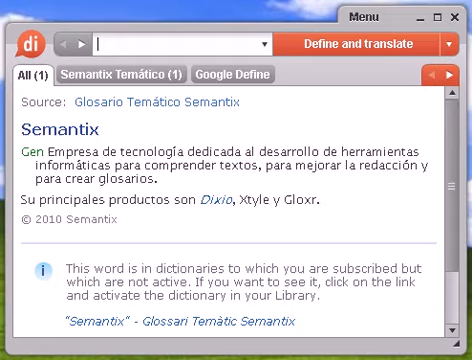 Menu
di
Define and translate
All (1) Semantix Temático (1) Google Define
Source: Glosario Temático Semantix
Semantix
Gen Empresa de tecnología dedicada al desarrollo de herramientas
informáticas para comprender textos, para mejorar la redacción y
para crear glosarios.
Su principales productos son Dixio, Xtyle y Gloxr.
© 2010 Semantix
This word is in dictionaries to which you are subscribed but
which are not active. If you want to see it, click on the link
and activate the dictionary in your Library.
"Semantix" - Glossari Temàtic Semantix